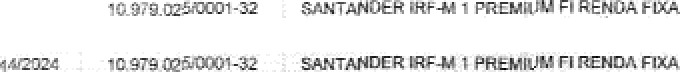 10.979.025/0001-32 SANTANDER IRF-M 1 PREMIUM FI RENDA FIXA
4/2024 10.979.025/0001-32 SANTANDER IRF-M 1 PREMIUM FI RENDA FIXA